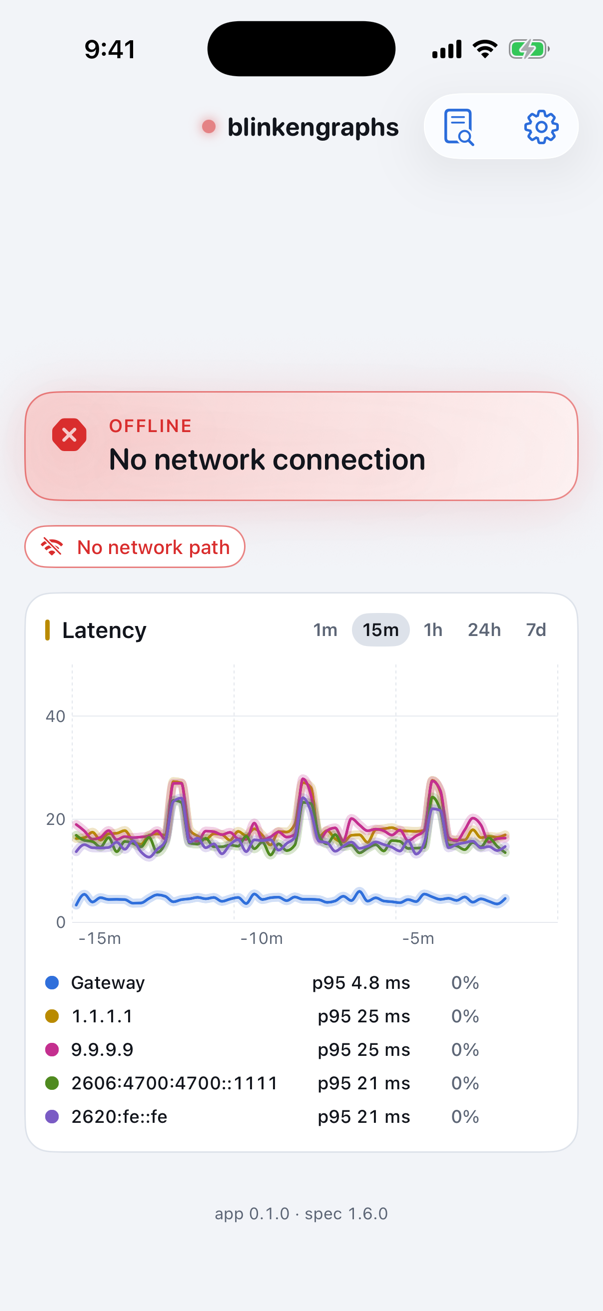 9:41
blinkengraphs
OFFLINE
No network connection
No network path
Latency 1m 15m 1h 24h 7d
40
20
0
-15m -10m -5m
Gateway p95 4.8 ms 0%
1.1.1.1 p95 25 ms 0%
9.9.9.9 p95 25 ms 0%
2606:4700:4700::1111 p95 21 ms 0%
2620:fe::fe p95 21 ms 0%
app 0.1.0 · spec 1.6.0